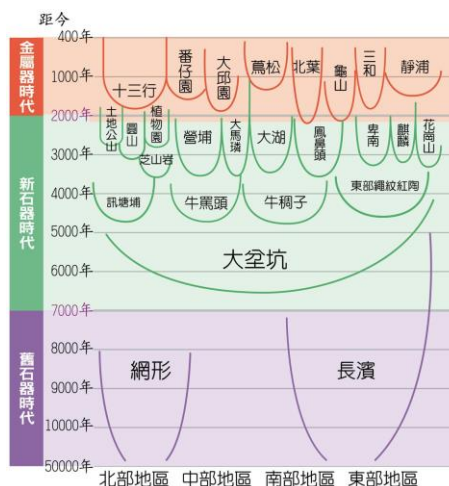 距今
400年
1000年
2000年
3000年
4000年
5000年
6000年
7000年
8000年
9000年
10000年
50000年
金屬器時代
新石器時代
舊石器時代
十三行
番仔園
大邱園
蔦松
北葉
龜山
三和
靜浦
土地公山
圓山
植物園
芝山岩
營埔
大馬璘
大湖
鳳鼻頭
卑南
麒麟
花崗山
訊塘埔
牛罵頭
牛稠子
東部繩紋紅陶
大坌坑
網形
長濱
北部地區
中部地區
南部地區
東部地區